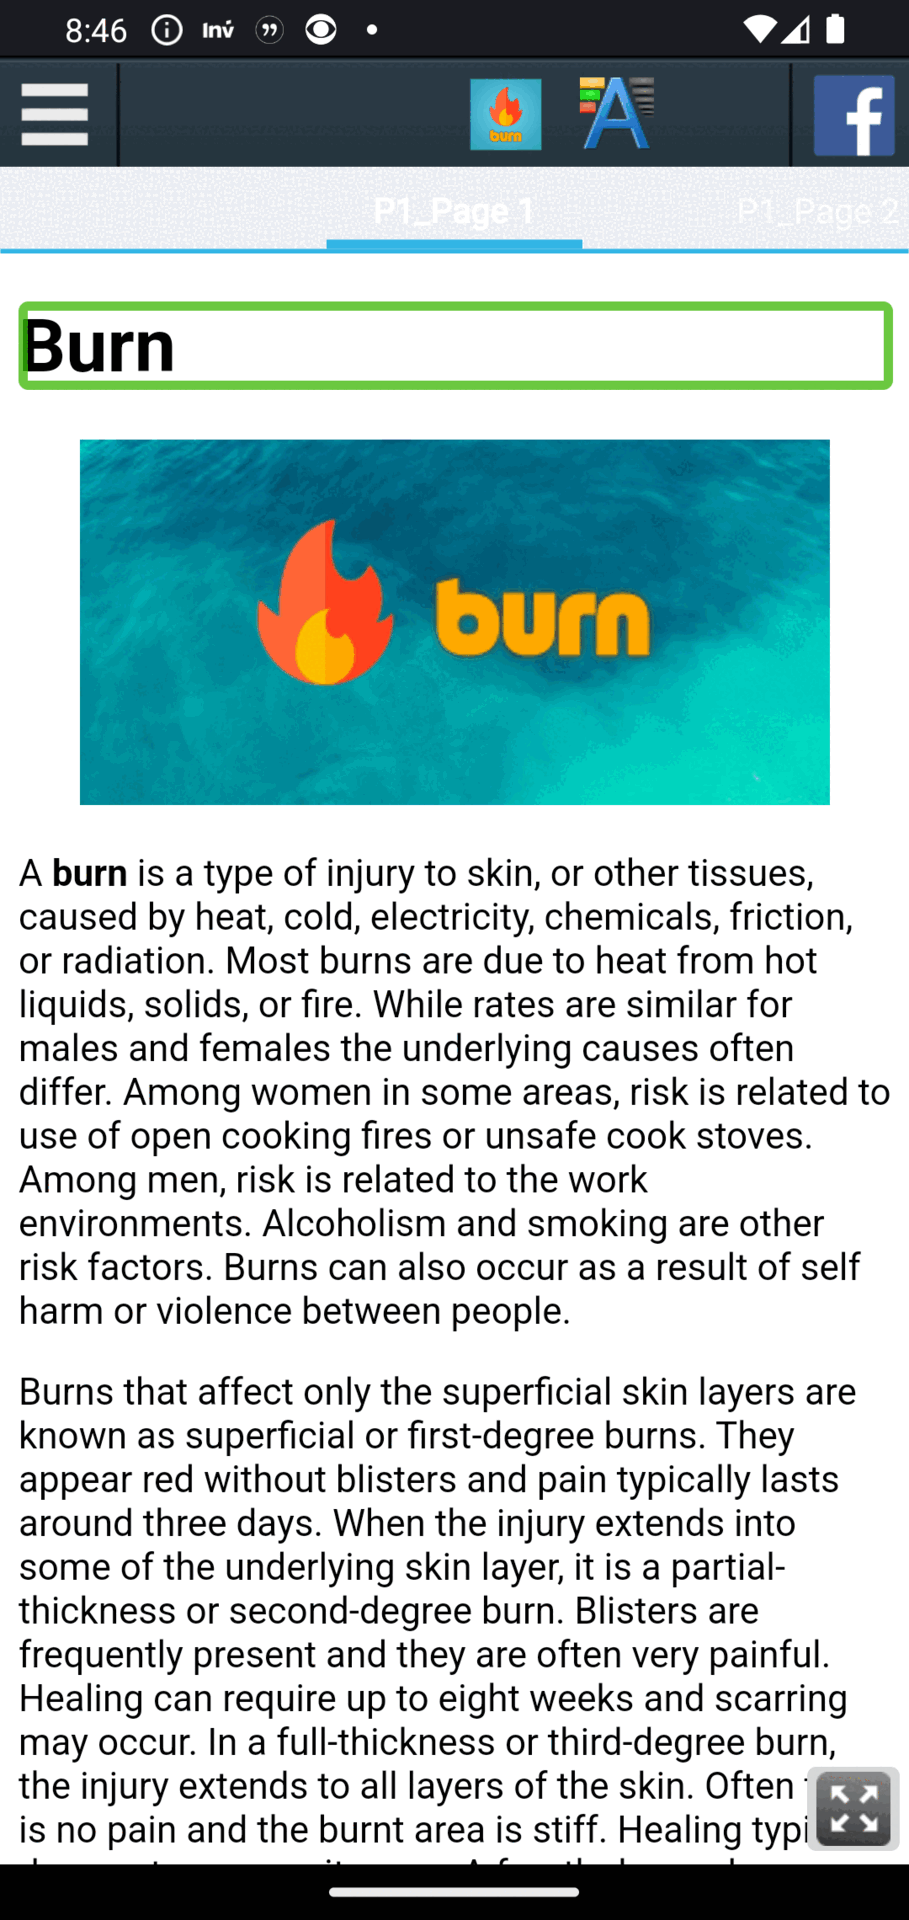 8:46 Inv
burn A f
P1_Page 1 P1_Page 2
Burn
burn
A burn is a type of injury to skin, or other tissues,
caused by heat, cold, electricity, chemicals, friction,
or radiation. Most burns are due to heat from hot
liquids, solids, or fire. While rates are similar for
males and females the underlying causes often
differ. Among women in some areas, risk is related to
use of open cooking fires or unsafe cook stoves.
Among men, risk is related to the work
environments. Alcoholism and smoking are other
risk factors. Burns can also occur as a result of self
harm or violence between people.
Burns that affect only the superficial skin layers are
known as superficial or first-degree burns. They
appear red without blisters and pain typically lasts
around three days. When the injury extends into
some of the underlying skin layer, it is a partial-
thickness or second-degree burn. Blisters are
frequently present and they are often very painful.
Healing can require up to eight weeks and scarring
may occur. In a full-thickness or third-degree burn,
the injury extends to all layers of the skin. Often
is no pain and the burnt area is stiff. Healing typi